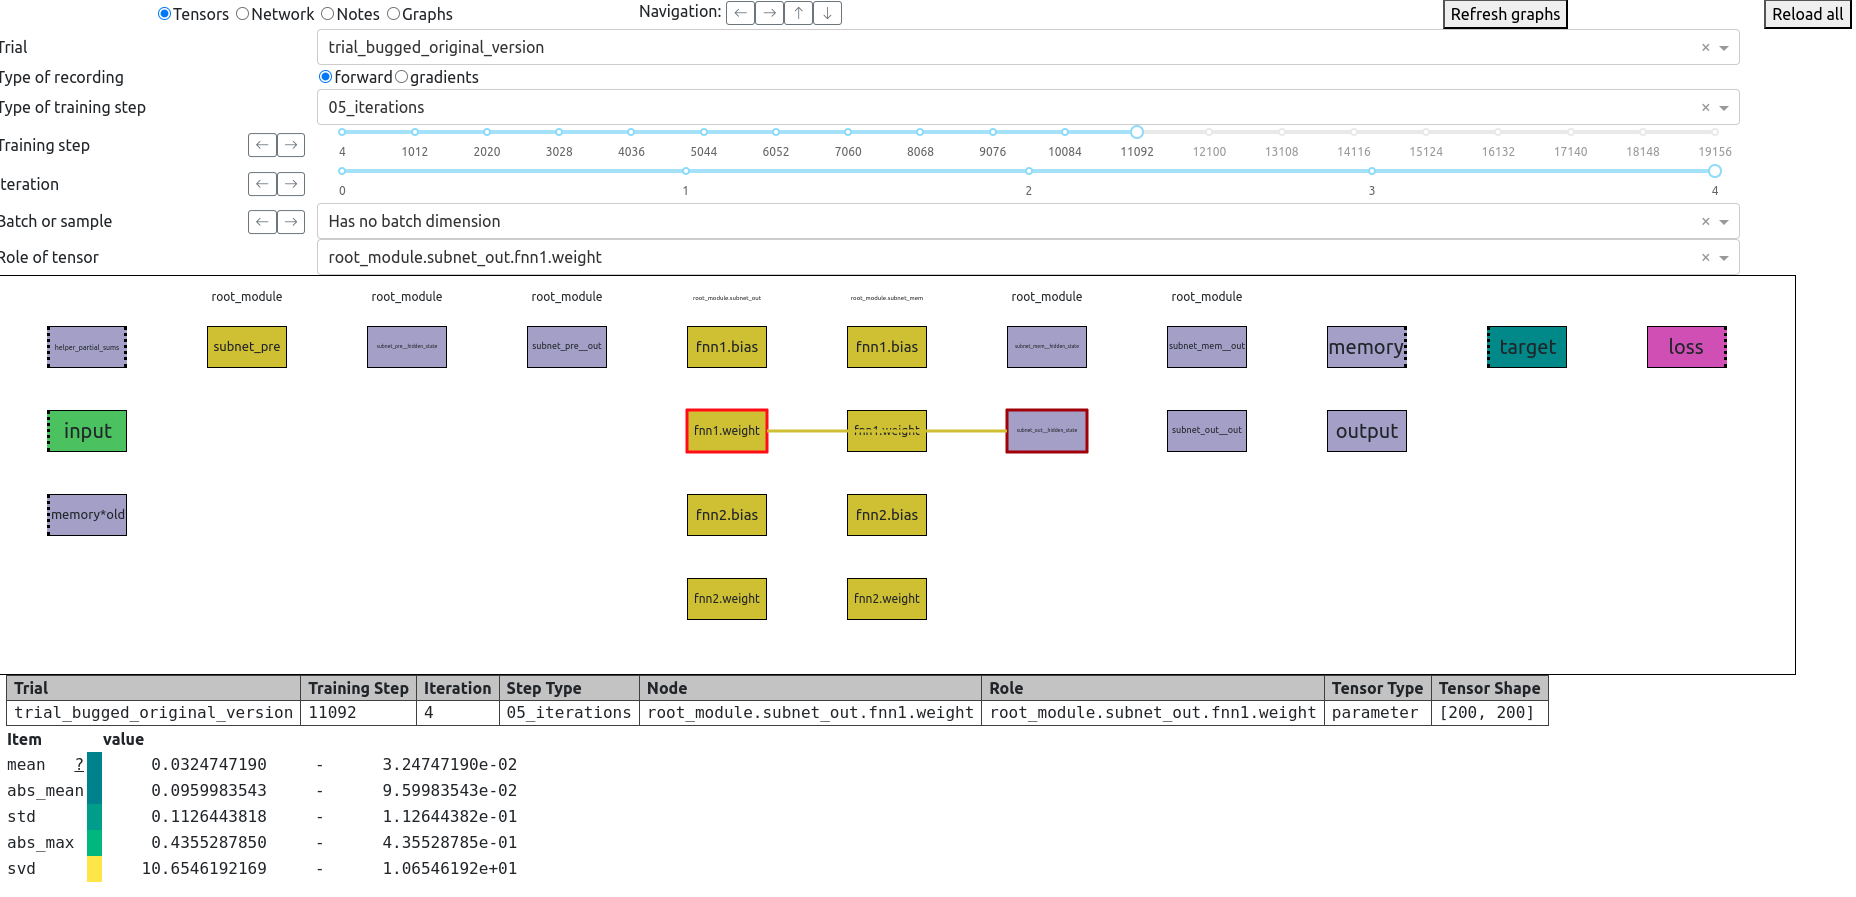 Tensors Network Notes Graphs Navigation: ← → ↑ ↓ Refresh graphs Reload all
Trial trial_bugged_original_version ×
Type of recording forward gradients
Type of training step 05_iterations ×
Training step ← →
4 1012 2020 3028 4036 5044 6052 7060 8068 9076 10084 11092 12100 13108 14116 15124 16132 17140 18148 19156
Iteration ← →
0 1 2 3 4
Batch or sample ← → Has no batch dimension ×
Role of tensor root_module.subnet_out.fnn1.weight ×
root_module root_module root_module root_module.subnet_out root_module.subnet_mem root_module root_module
helper_partial_sums subnet_pre subnet_pre__hidden_state subnet_pre__out fnn1.bias fnn1.bias subnet_mem__hidden_state subnet_mem__out memory target loss
input fnn1.weight fnn1.weight subnet_out__hidden_state subnet_out__out output
memory*old fnn2.bias fnn2.bias
fnn2.weight fnn2.weight
Trial Training Step Iteration Step Type Node Role Tensor Type Tensor Shape
trial_bugged_original_version 11092 4 05_iterations root_module.subnet_out.fnn1.weight root_module.subnet_out.fnn1.weight parameter [200, 200]
Item value
mean ? 0.0324747190 - 3.24747190e-02
abs_mean 0.0959983543 - 9.59983543e-02
std 0.1126443818 - 1.12644382e-01
abs_max 0.4355287850 - 4.35528785e-01
svd 10.6546192169 - 1.06546192e+01